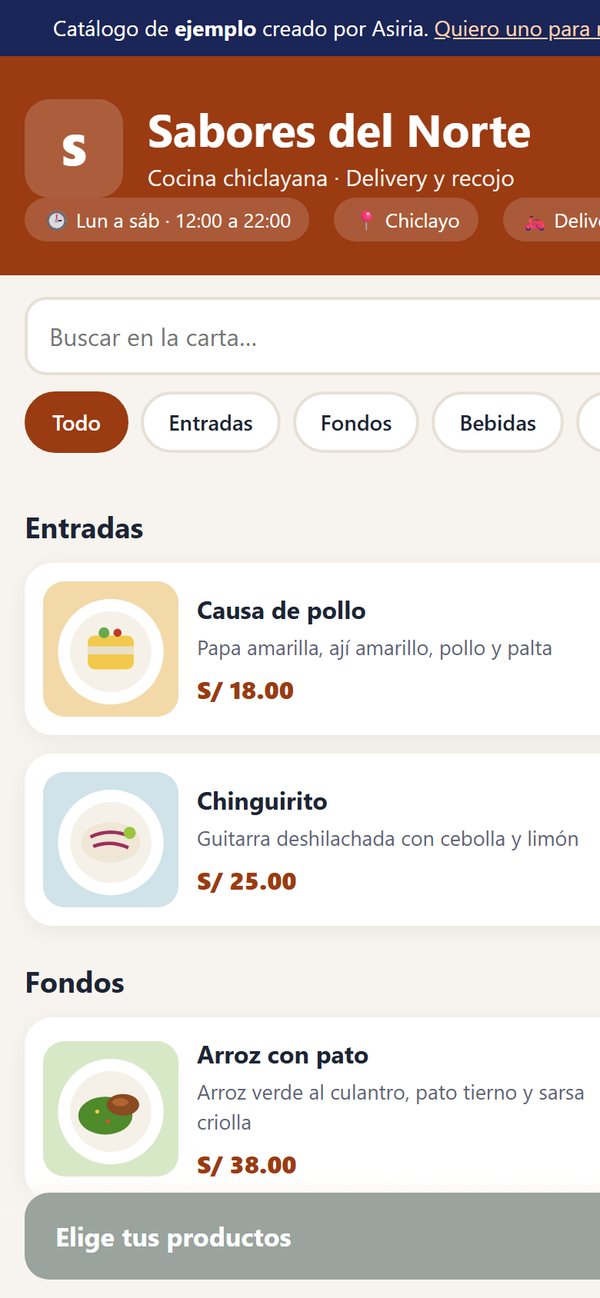 Catálogo de ejemplo creado por Asiria. Quiero uno para
S
Sabores del Norte
Cocina chiclayana · Delivery y recojo
Lun a sáb · 12:00 a 22:00
Chiclayo
Buscar en la carta...
Todo
Entradas
Fondos
Bebidas
Entradas
Causa de pollo
Papa amarilla, ají amarillo, pollo y palta
S/ 18.00
Chinguirito
Guitarra deshilachada con cebolla y limón
S/ 25.00
Fondos
Arroz con pato
Arroz verde al culantro, pato tierno y sarsa
criolla
S/ 38.00
Elige tus productos